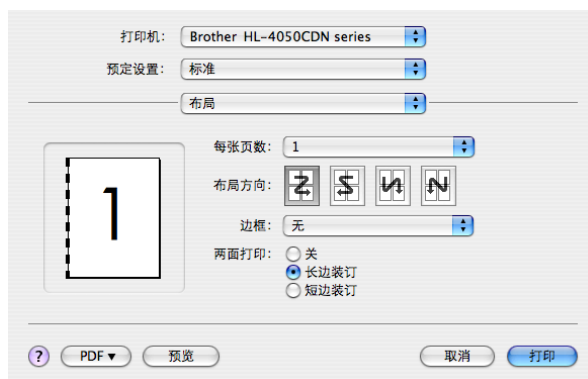 打印机: Brother HL-4050CDN series
预定设置: 标准
布局
每张页数: 1
布局方向:
1
边框: 无
两面打印: 关
长边装订
短边装订
? PDF▼ 预览 取消 打印